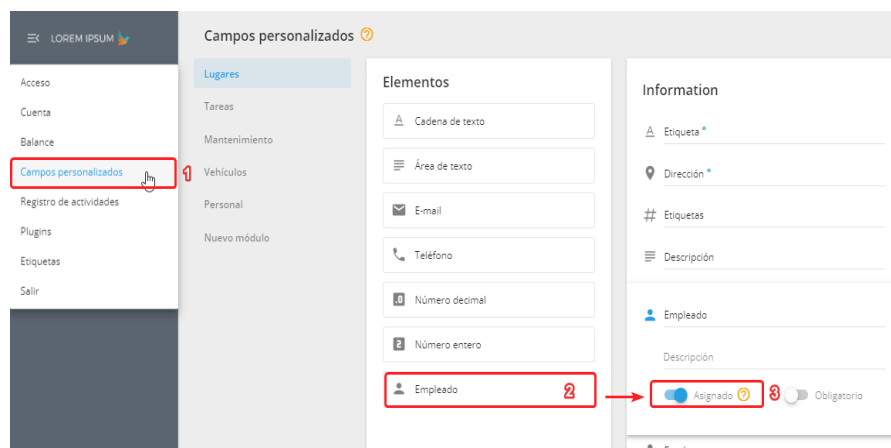 LOREM IPSUM
Campos personalizados
Acceso
Cuenta
Balance
Campos personalizados
1
Registro de actividades
Plugins
Etiquetas
Salir
Lugares
Tareas
Mantenimiento
Vehículos
Personal
Nuevo módulo
Elementos
Cadena de texto
Área de texto
E-mail
Teléfono
Número decimal
Número entero
Empleado 2
Information
Etiqueta *
Dirección *
Etiquetas
Descripción
Empleado
Descripción
Asignado 3 Obligatorio